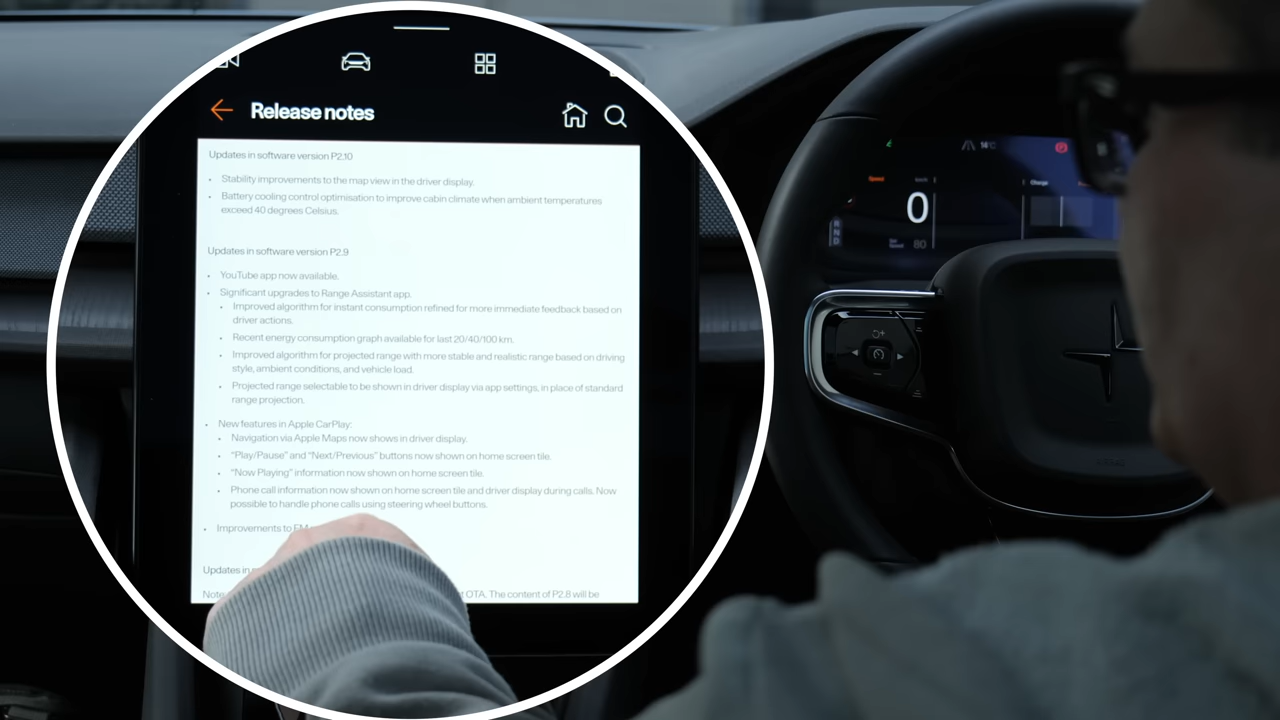 Release notes
Updates in software version P2.10
• Stability improvements to the map view in the driver display.
• Battery cooling control optimisation to improve cabin climate when ambient temperatures
exceed 40 degrees Celsius.
Updates in software version P2.9
• YouTube app now available.
• Significant upgrades to Range Assistant app.
• Improved algorithm for instant consumption refined for more immediate feedback based on
driver actions.
• Recent energy consumption graph available for last 20/40/100 km.
• Improved algorithm for projected range with more stable and realistic range based on driving
style, ambient conditions, and vehicle load.
• Projected range selectable to be shown in driver display via app settings, in place of standard
range projection.
• New features in Apple CarPlay:
• Navigation via Apple Maps now shows in driver display.
• “Play/Pause” and “Next/Previous” buttons now shown on home screen tile.
• “Now Playing” information now shown on home screen tile.
• Phone call information now shown on home screen tile and driver display during calls. Now
possible to handle phone calls using steering wheel buttons.
• Improvements to
Updates in
Note OTA. The content of P2.8 will be
14°C
Speed km/h
Charge
0
R
N
D
80